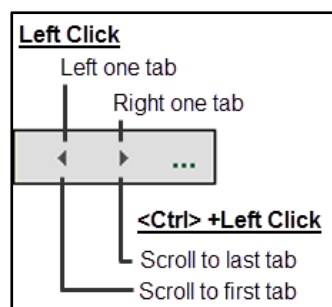 Left Click
Left one tab
Right one tab
...
<Ctrl> +Left Click
Scroll to last tab
Scroll to first tab